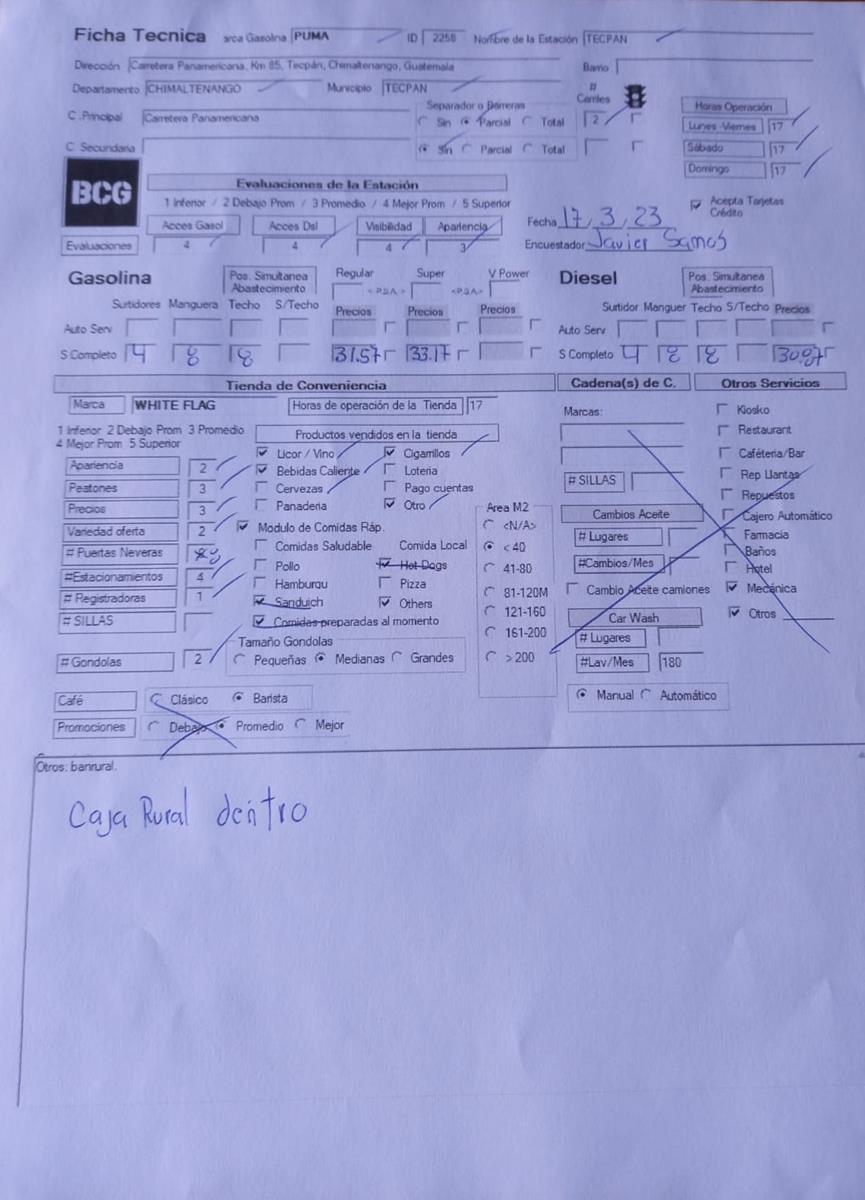 Ficha Tecnica arca Gasolina PUMA ID 2258 Nombre de la Estación TECPAN
Dirección Carretera Panamericana, Km 85, Tecpán, Chimaltenango, Guatemala Barrio
Departamento CHIMALTENANGO Municipio TECPAN # Carriles
Separador o Barreras Horas Operación
C .Principal Carretera Panamericana Sin Parcial Total 2 Lunes -Viernes 17
C. Secundaria Sin Parcial Total Sábado 17
Domingo 17
BCG Evaluaciones de la Estación
1 Inferior / 2 Debajo Prom / 3 Promedio / 4 Mejor Prom / 5 Superior Acepta Tarjetas Crédito
Acces Gasol Acces Dsl Visibilidad Apariencia Fecha 17, 3, 23
Evaluaciones 4 4 4 3 Encuestador Javier Samos
Gasolina Pos. Simultanea Abastecimiento Regular Super V Power Diesel Pos. Simultanea Abastecimiento
< P.S.A. > <P.S.A.>
Surtidores Manguera Techo S/Techo Precios Precios Precios Surtidor Manguer Techo S/Techo Precios
Auto Serv Auto Serv
S Completo 4 8 8 31.57 33.17 S Completo 4 8 8 30.87
Tienda de Conveniencia Cadena(s) de C. Otros Servicios
Marca WHITE FLAG Horas de operación de la Tienda 17 Marcas: Kiosko
1 Inferior 2 Debajo Prom 3 Promedio Productos vendidos en la tienda Restaurant
4 Mejor Prom 5 Superior Licor / Vino Cigarrillos Caféteria/Bar
Apariencia 2 Bebidas Caliente Loteria Rep Llantas
Peatones 3 Cervezas Pago cuentas # SILLAS Repuestos
Precios 3 Panaderia Otro Area M2 Cambios Aceite Cajero Automático
Variedad oferta 2 Modulo de Comidas Ráp. <N/A> # Lugares Farmacia
# Puertas Neveras Comidas Saludable Comida Local < 40 Baños
#Estacionamientos 4 Pollo Hot Dogs 41-80 #Cambios/Mes Hotel
# Registradoras 1 Hamburqu Pizza 81-120M Cambio Aceite camiones Mecánica
# SILLAS Sanduich Others 121-160 Car Wash Otros
Comidas preparadas al momento 161-200 # Lugares
# Gondolas 2 Tamaño Gondolas Pequeñas Medianas Grandes > 200 #Lav/Mes 180
Café Clásico Barista Manual Automático
Promociones Debajo Promedio Mejor
Otros: banrural.
Caja Rural dentro